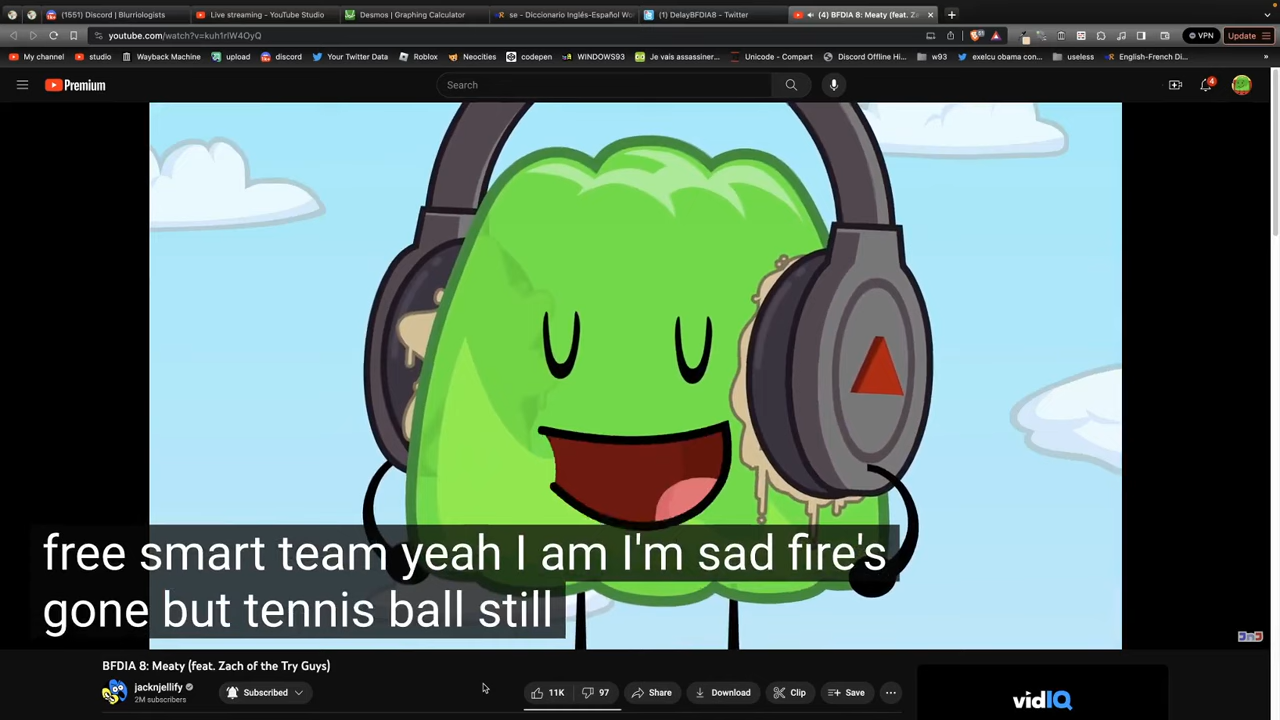 (1551) Discord | Blurriologists
Live streaming - YouTube Studio
Desmos | Graphing Calculator
se - Diccionario Inglés-Español Wo
(1) DelayBFDIA8 - Twitter
(4) BFDIA 8: Meaty (feat. Za
youtube.com/watch?v=kuh1rlW4OyQ
VPN
Update
My channel
studio
Wayback Machine
upload
discord
Your Twitter Data
Roblox
Neocities
codepen
WINDOWS93
Je vais assassiner...
Unicode - Compart
Discord Offline Hi...
w93
exelcu obama con...
useless
English-French Di...
Premium
Search
4
free smart team yeah I am I'm sad fire's
gone but tennis ball still
BFDIA 8: Meaty (feat. Zach of the Try Guys)
jacknjellify
2M subscribers
Subscribed
11K
97
Share
Download
Clip
Save
vidIQ